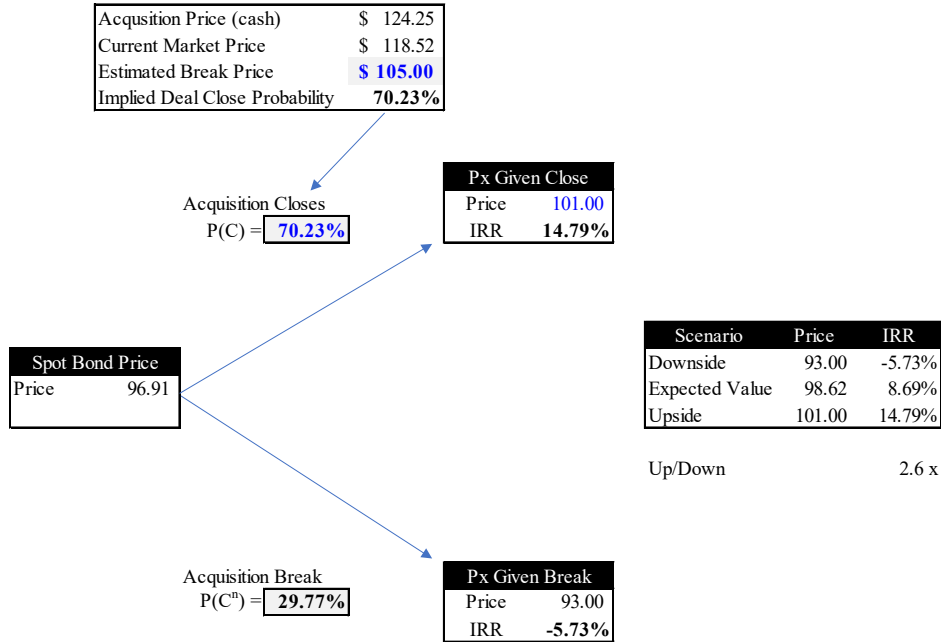 Acqusition Price (cash) $ 124.25
Current Market Price $ 118.52
Estimated Break Price $ 105.00
Implied Deal Close Probability 70.23%
Px Given Close
Acquisition Closes Price 101.00
P(C) = 70.23% IRR 14.79%
Scenario Price IRR
Spot Bond Price Downside 93.00 -5.73%
Price 96.91 Expected Value 98.62 8.69%
Upside 101.00 14.79%
Up/Down 2.6 x
Acquisition Break Px Given Break
P(Cⁿ) = 29.77% Price 93.00
IRR -5.73%